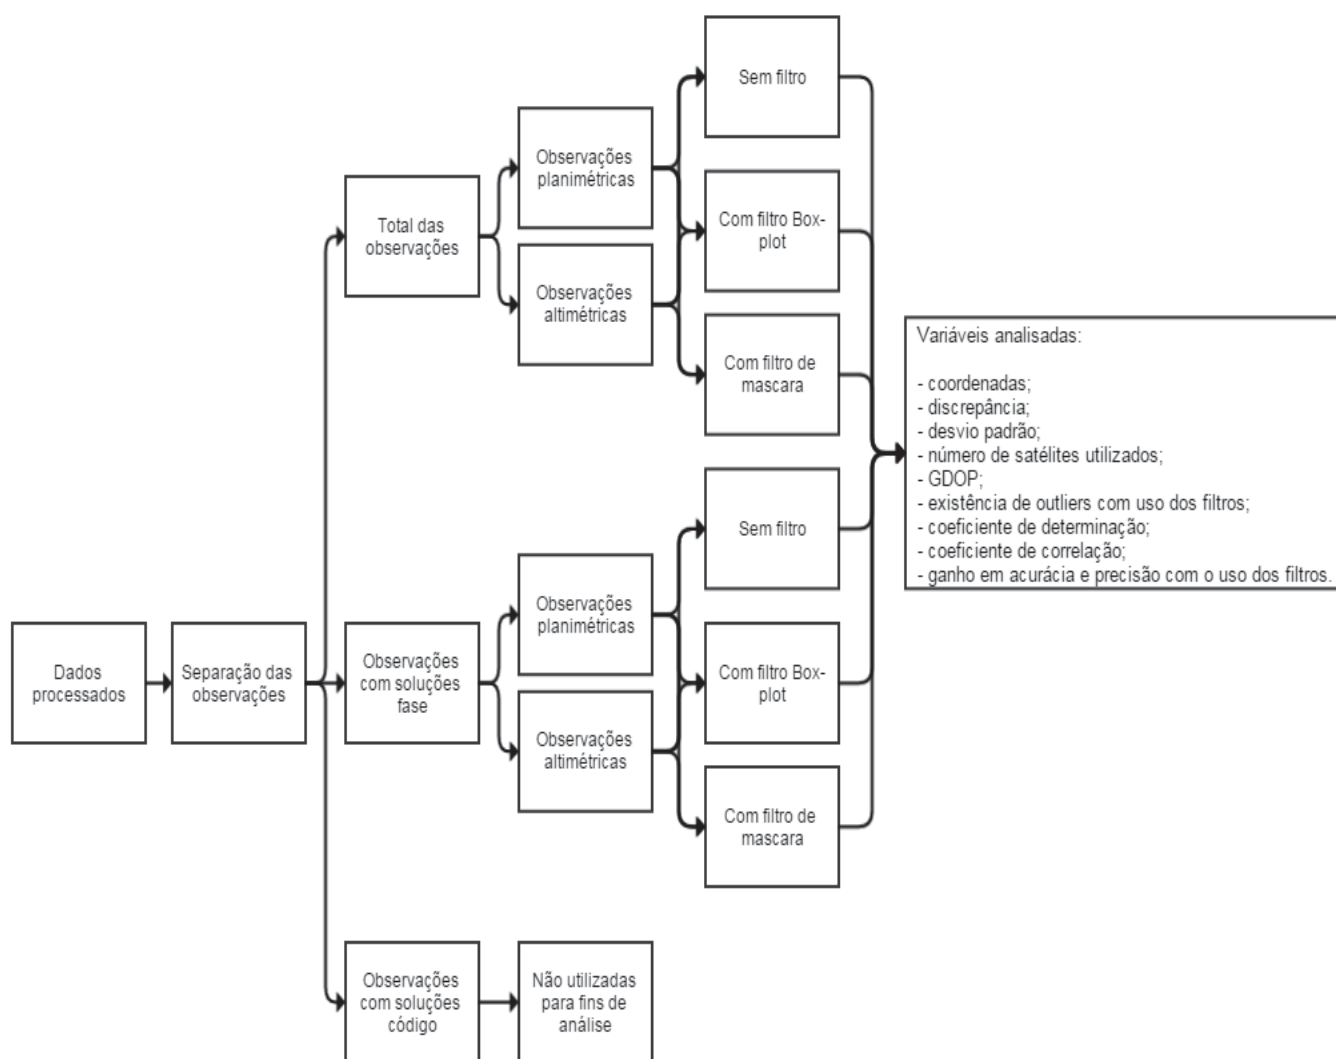 Dados
processados
Separação das
observações
Total das
observações
Observações
planimétricas
Observações
altimétricas
Sem filtro
Com filtro Box-
plot
Com filtro de
mascara
Observações
com soluções
fase
Observações
planimétricas
Observações
altimétricas
Sem filtro
Com filtro Box-
plot
Com filtro de
mascara
Observações
com soluções
código
Não utilizadas
para fins de
análise
Variáveis analisadas:
- coordenadas;
- discrepância;
- desvio padrão;
- número de satélites utilizados;
- GDOP;
- existência de outliers com uso dos filtros;
- coeficiente de determinação;
- coeficiente de correlação;
- ganho em acurácia e precisão com o uso dos filtros.